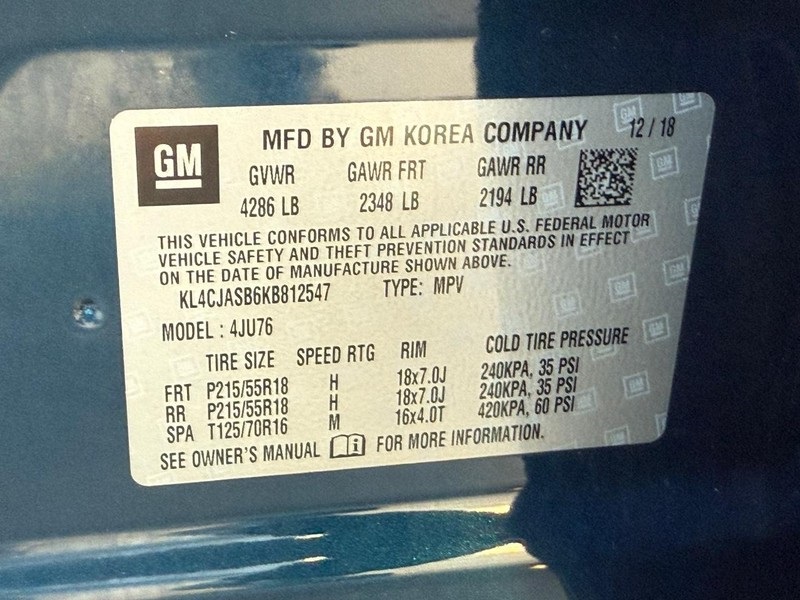 GM
MFD BY GM KOREA COMPANY 12 / 18
GVWR GAWR FRT GAWR RR
4286 LB 2348 LB 2194 LB
THIS VEHICLE CONFORMS TO ALL APPLICABLE U.S. FEDERAL MOTOR
VEHICLE SAFETY AND THEFT PREVENTION STANDARDS IN EFFECT
ON THE DATE OF MANUFACTURE SHOWN ABOVE.
KL4CJASB6KB812547 TYPE: MPV
MODEL : 4JU76
TIRE SIZE SPEED RTG RIM COLD TIRE PRESSURE
FRT P215/55R18 H 18x7.0J 240KPA, 35 PSI
RR P215/55R18 H 18x7.0J 240KPA, 35 PSI
SPA T125/70R16 M 16x4.0T 420KPA, 60 PSI
SEE OWNER'S MANUAL i FOR MORE INFORMATION.